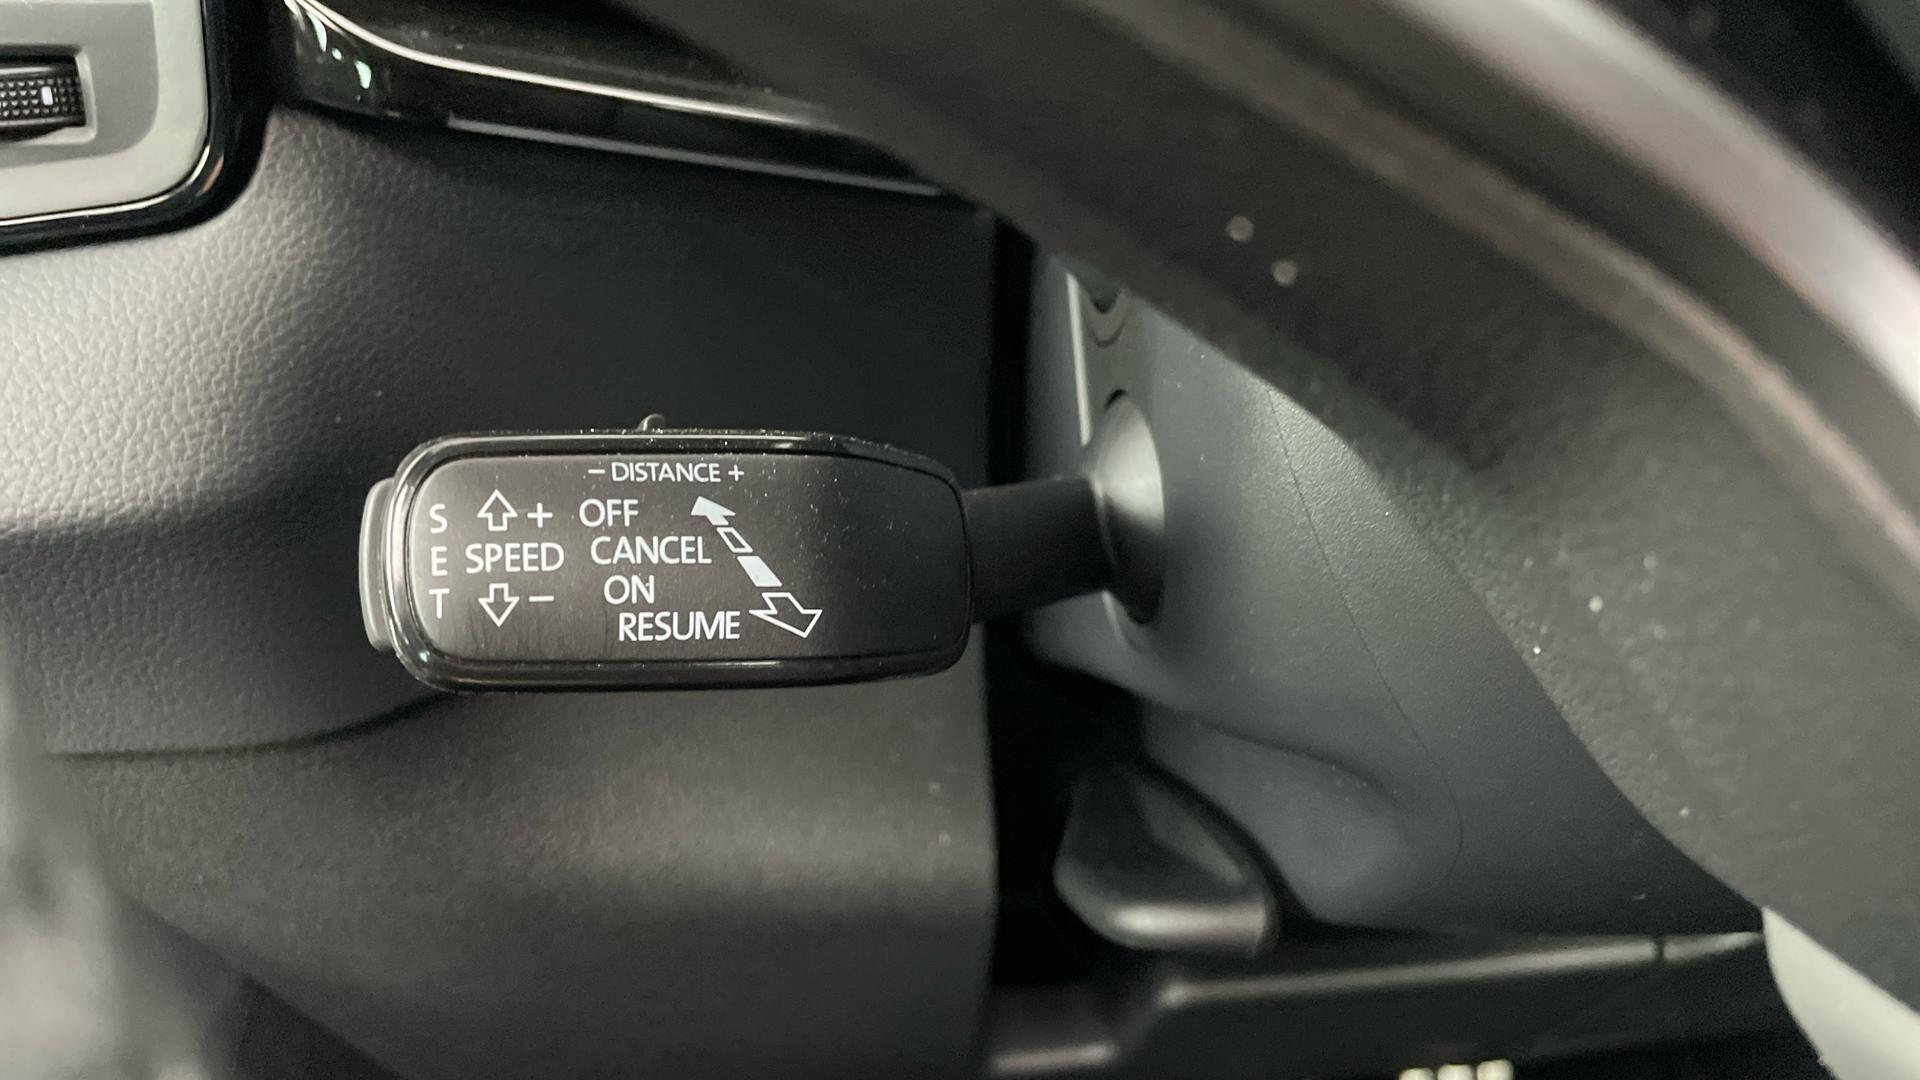 − DISTANCE +
S
E
T
+
SPEED
−
OFF
CANCEL
ON
RESUME